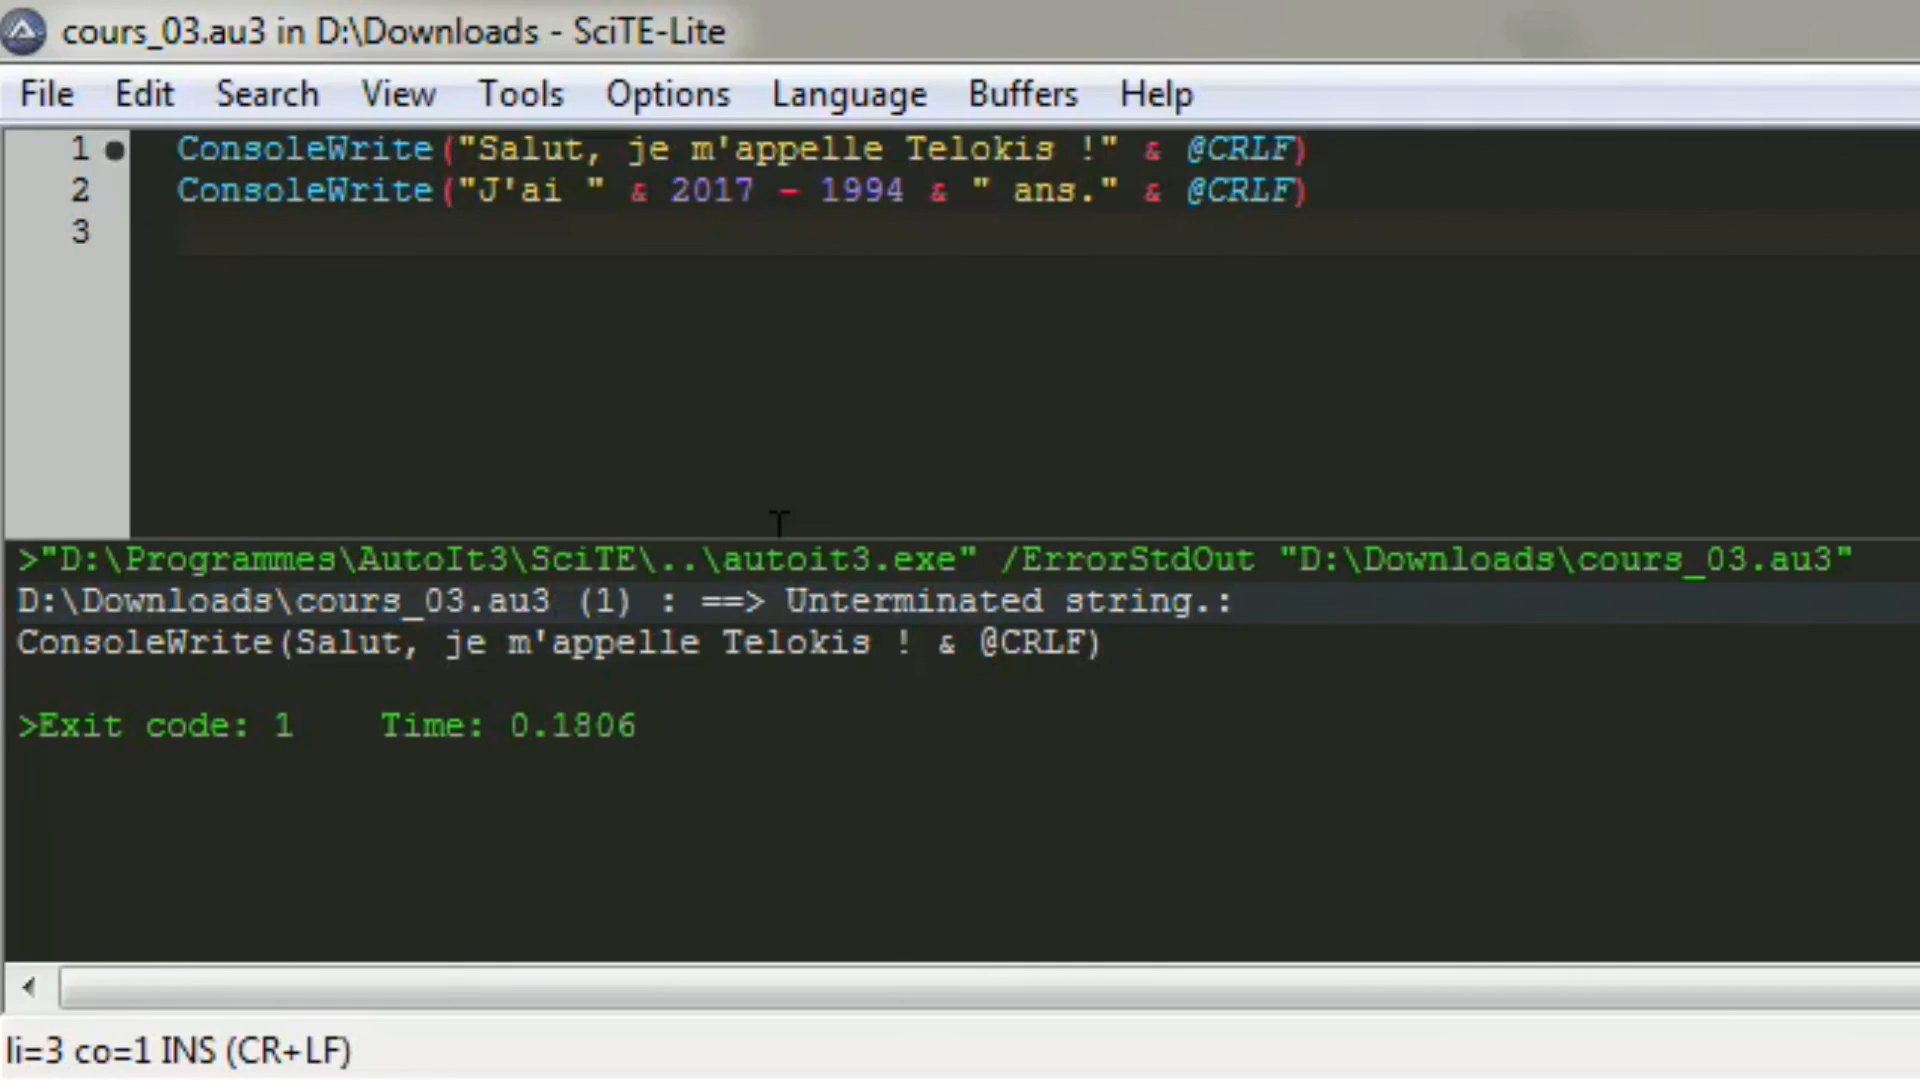 cours_03.au3 in D:\Downloads - SciTE-Lite
File Edit Search View Tools Options Language Buffers Help
1 ConsoleWrite("Salut, je m'appelle Telokis !" & @CRLF)
2 ConsoleWrite("J'ai " & 2017 - 1994 & " ans." & @CRLF)
3
>"D:\Programmes\AutoIt3\SciTE\..\autoit3.exe" /ErrorStdOut "D:\Downloads\cours_03.au3"
D:\Downloads\cours_03.au3 (1) : ==> Unterminated string.:
ConsoleWrite(Salut, je m'appelle Telokis ! & @CRLF)
>Exit code: 1 Time: 0.1806
li=3 co=1 INS (CR+LF)